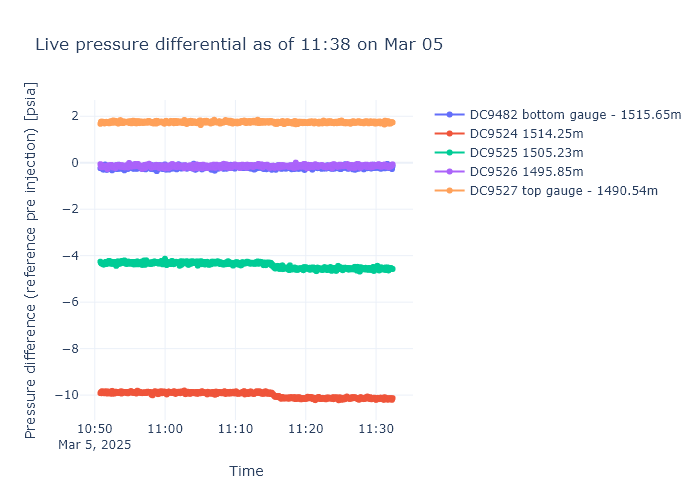 Live pressure differential as of 11:38 on Mar 05
Pressure difference (reference pre injection) [psia]
2
0
−2
−4
−6
−8
−10
10:50
Mar 5, 2025
11:00
11:10
11:20
11:30
Time
DC9482 bottom gauge - 1515.65m
DC9524 1514.25m
DC9525 1505.23m
DC9526 1495.85m
DC9527 top gauge - 1490.54m